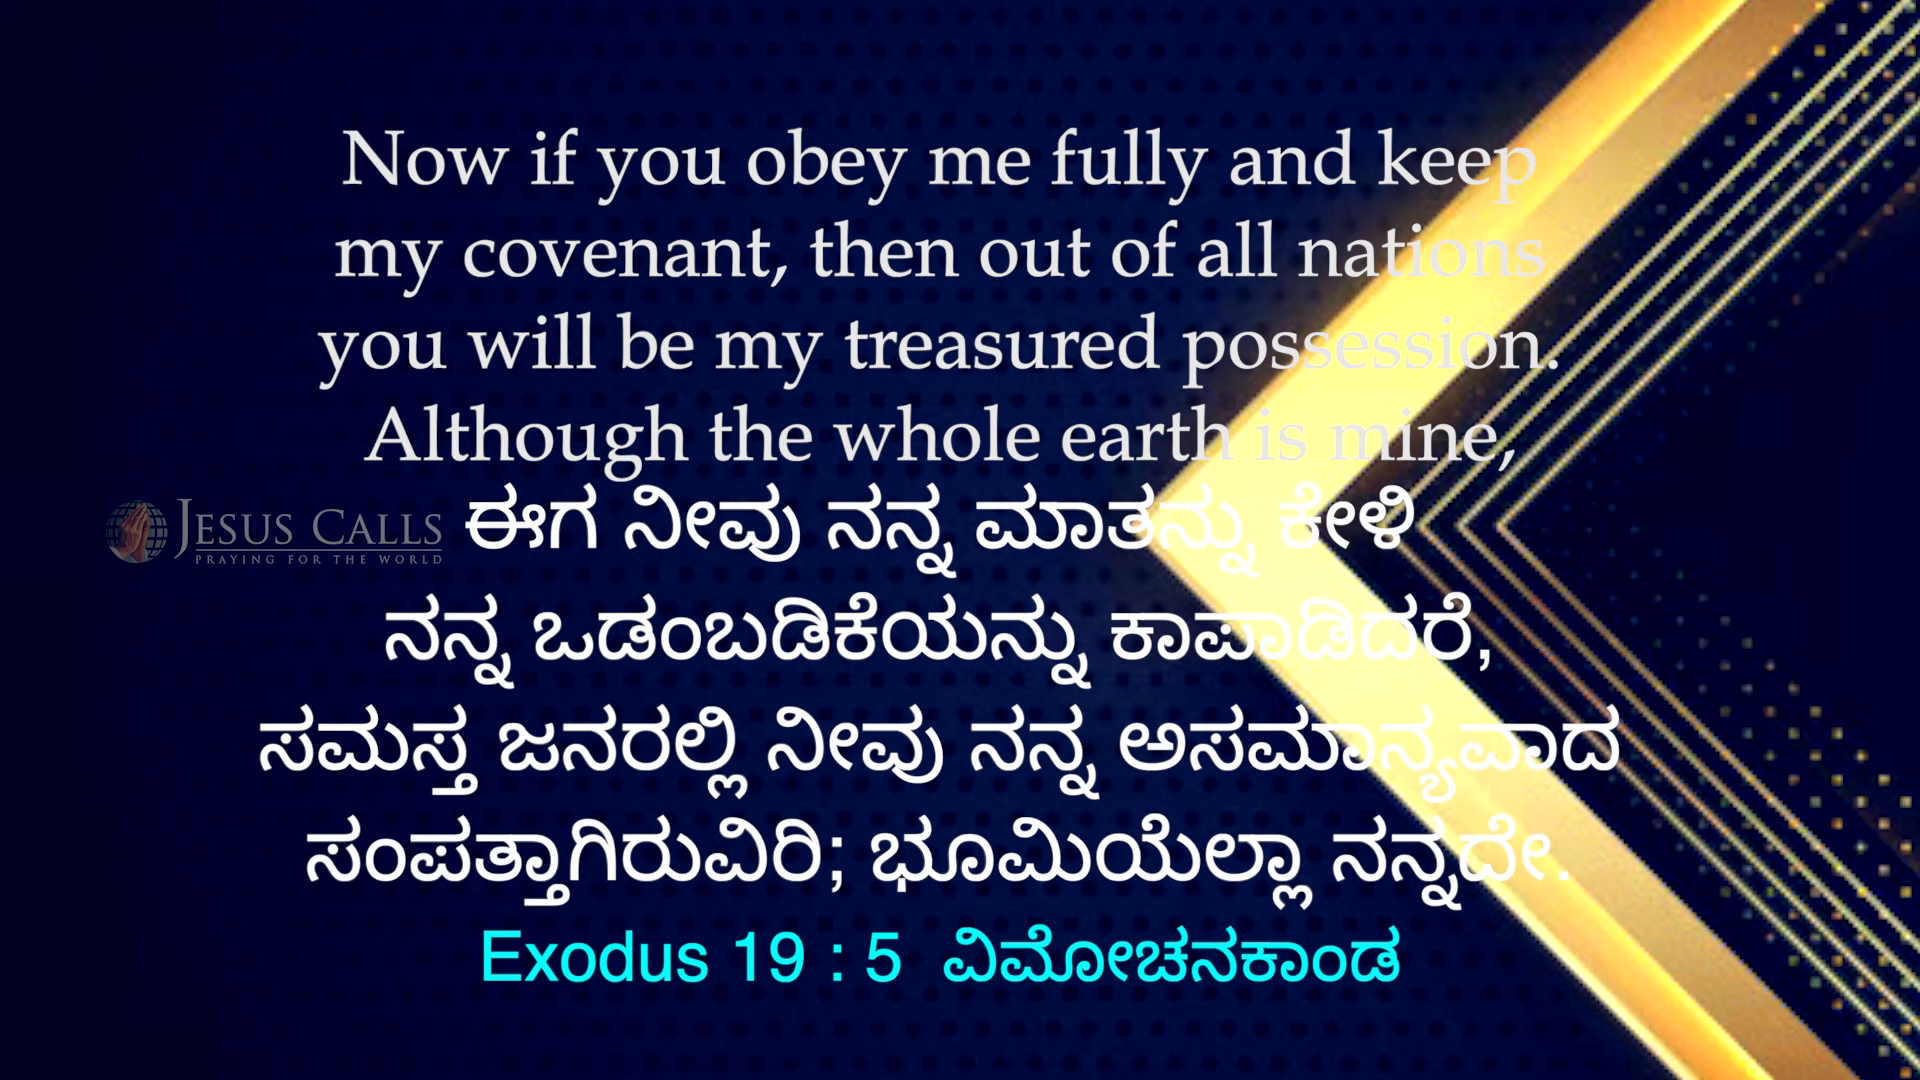 Now if you obey me fully and keep
my covenant, then out of all nations
you will be my treasured possession.
Although the whole earth is mine,
JESUS CALLS
PRAYING FOR THE WORLD
ಈಗ ನೀವು ನನ್ನ ಮಾತನ್ನು ಕೇಳಿ
ನನ್ನ ಒಡಂಬಡಿಕೆಯನ್ನು ಕಾಪಾಡಿದರೆ,
ಸಮಸ್ತ ಜನರಲ್ಲಿ ನೀವು ನನ್ನ ಅಸಮಾನ್ಯವಾದ
ಸಂಪತ್ತಾಗಿರುವಿರಿ; ಭೂಮಿಯೆಲ್ಲಾ ನನ್ನದೇ.
Exodus 19 : 5 ವಿಮೋಚನಕಾಂಡ